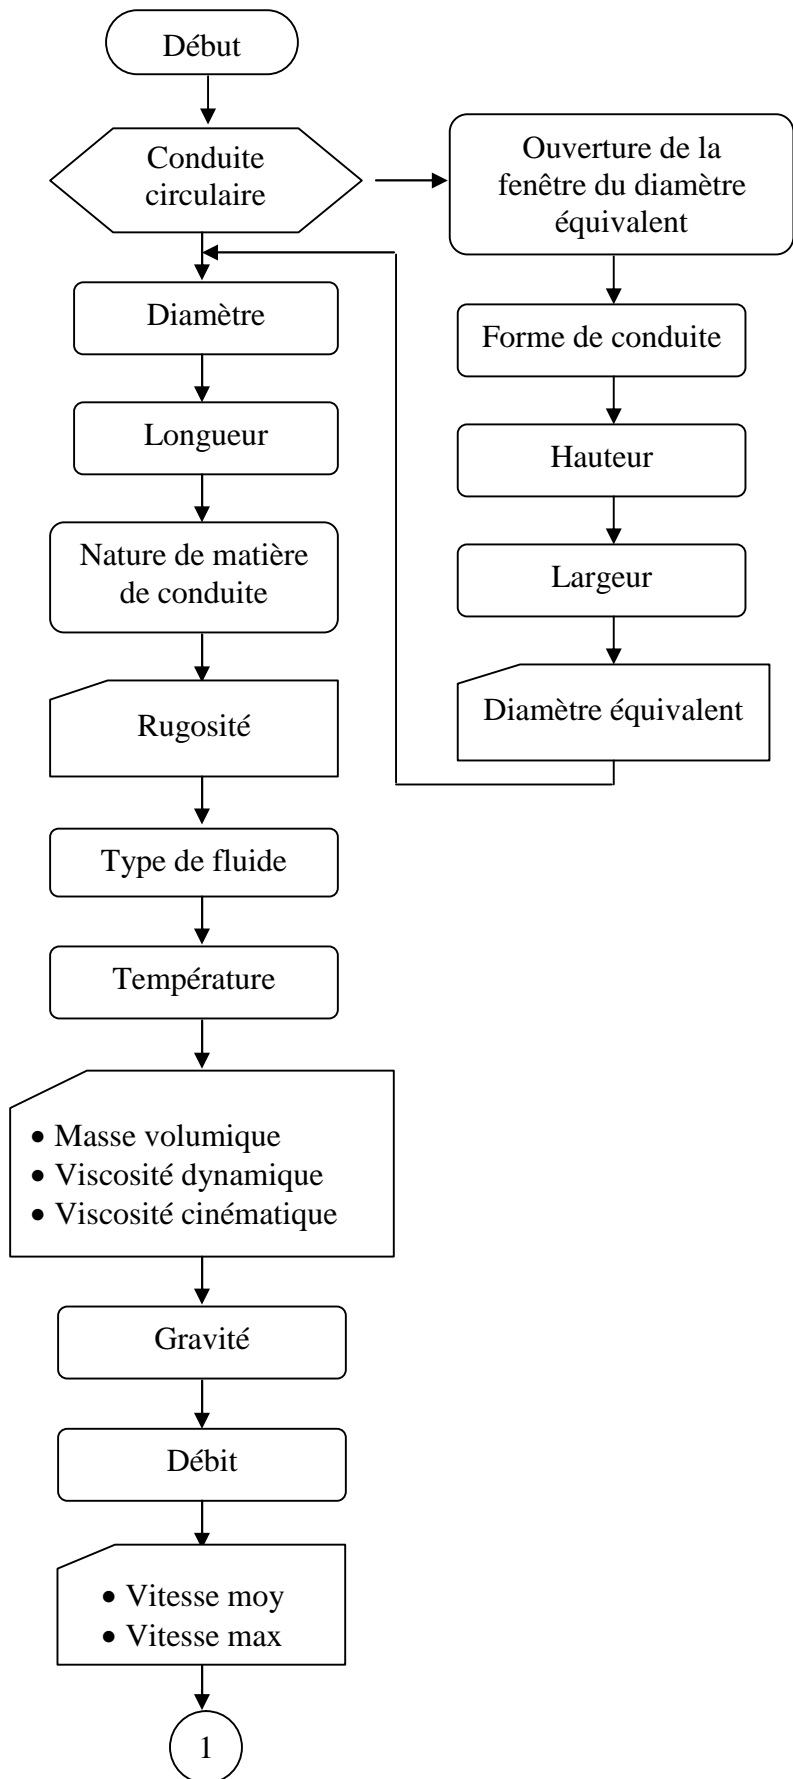 Début
Conduite
circulaire
Ouverture de la
fenêtre du diamètre
équivalent
Diamètre
Forme de conduite
Longueur
Hauteur
Nature de matière
de conduite
Largeur
Rugosité
Diamètre équivalent
Type de fluide
Température
• Masse volumique
• Viscosité dynamique
• Viscosité cinématique
Gravité
Débit
• Vitesse moy
• Vitesse max
1